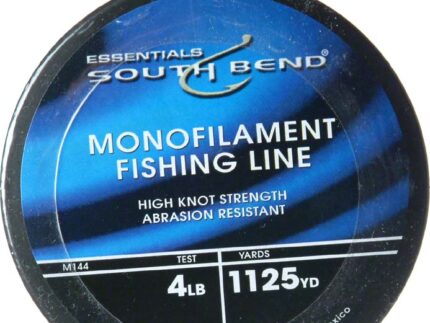 ESSENTIALS
SOUTH BEND®
MONOFILAMENT
FISHING LINE
HIGH KNOT STRENGTH
ABRASION RESISTANT
M144 TEST YARDS
4LB 1125YD